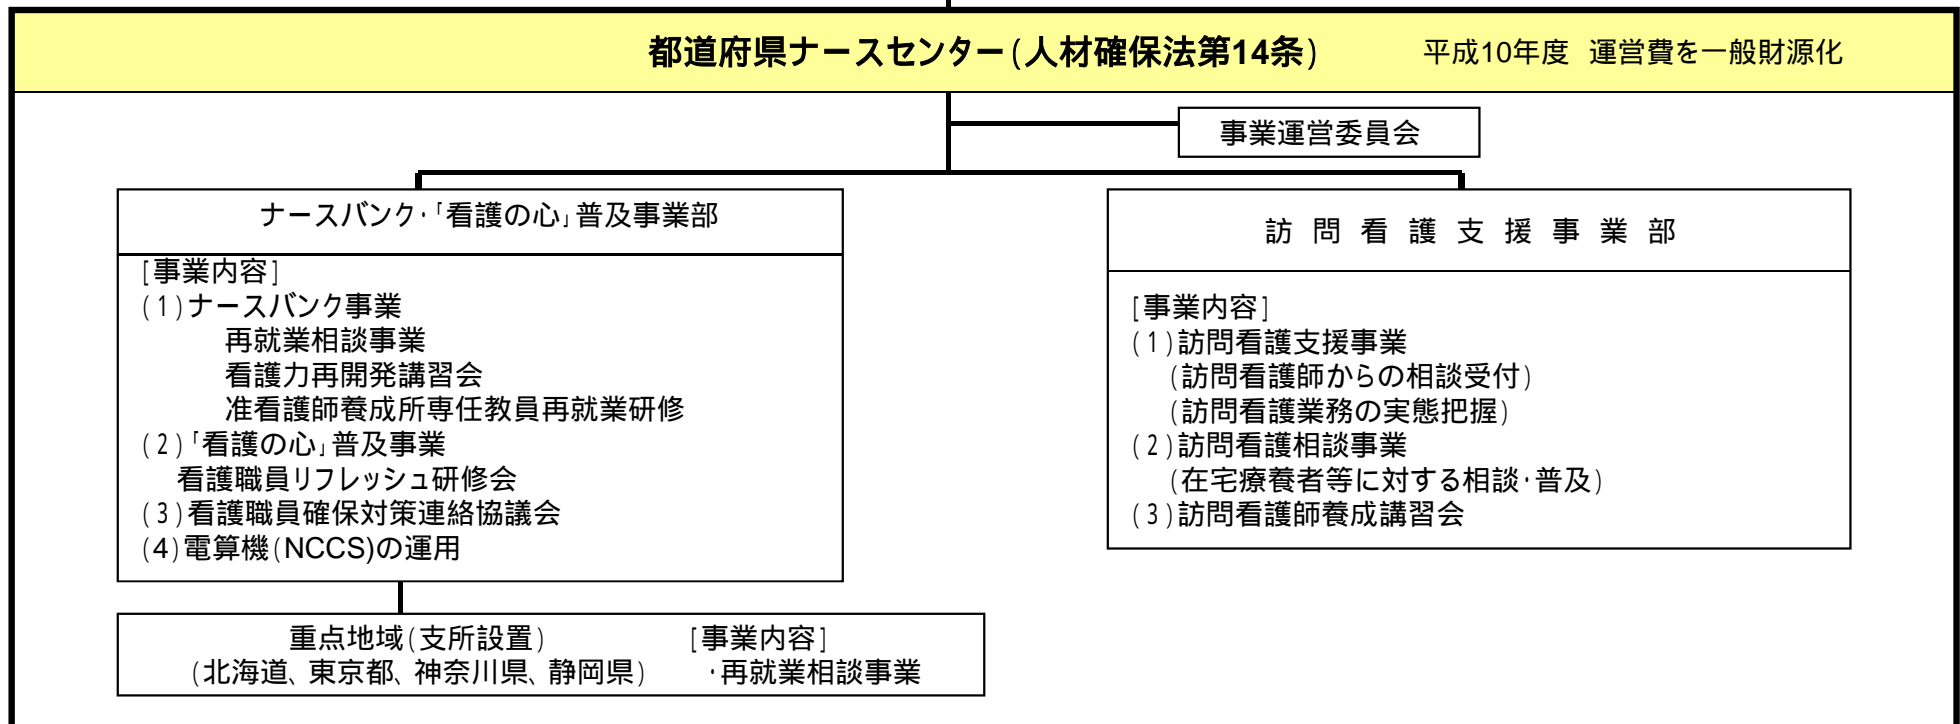 都道府県ナースセンター(人材確保法第14条) 平成10年度 運営費を一般財源化
事業運営委員会
ナースバンク・「看護の心」普及事業部
[事業内容]
(1)ナースバンク事業
再就業相談事業
看護力再開発講習会
准看護師養成所専任教員再就業研修
(2)「看護の心」普及事業
看護職員リフレッシュ研修会
(3)看護職員確保対策連絡協議会
(4)電算機(NCCS)の運用
重点地域(支所設置) [事業内容]
(北海道、東京都、神奈川県、静岡県) ・再就業相談事業
訪問看護支援事業部
[事業内容]
(1)訪問看護支援事業
(訪問看護師からの相談受付)
(訪問看護業務の実態把握)
(2)訪問看護相談事業
(在宅療養者等に対する相談・普及)
(3)訪問看護師養成講習会